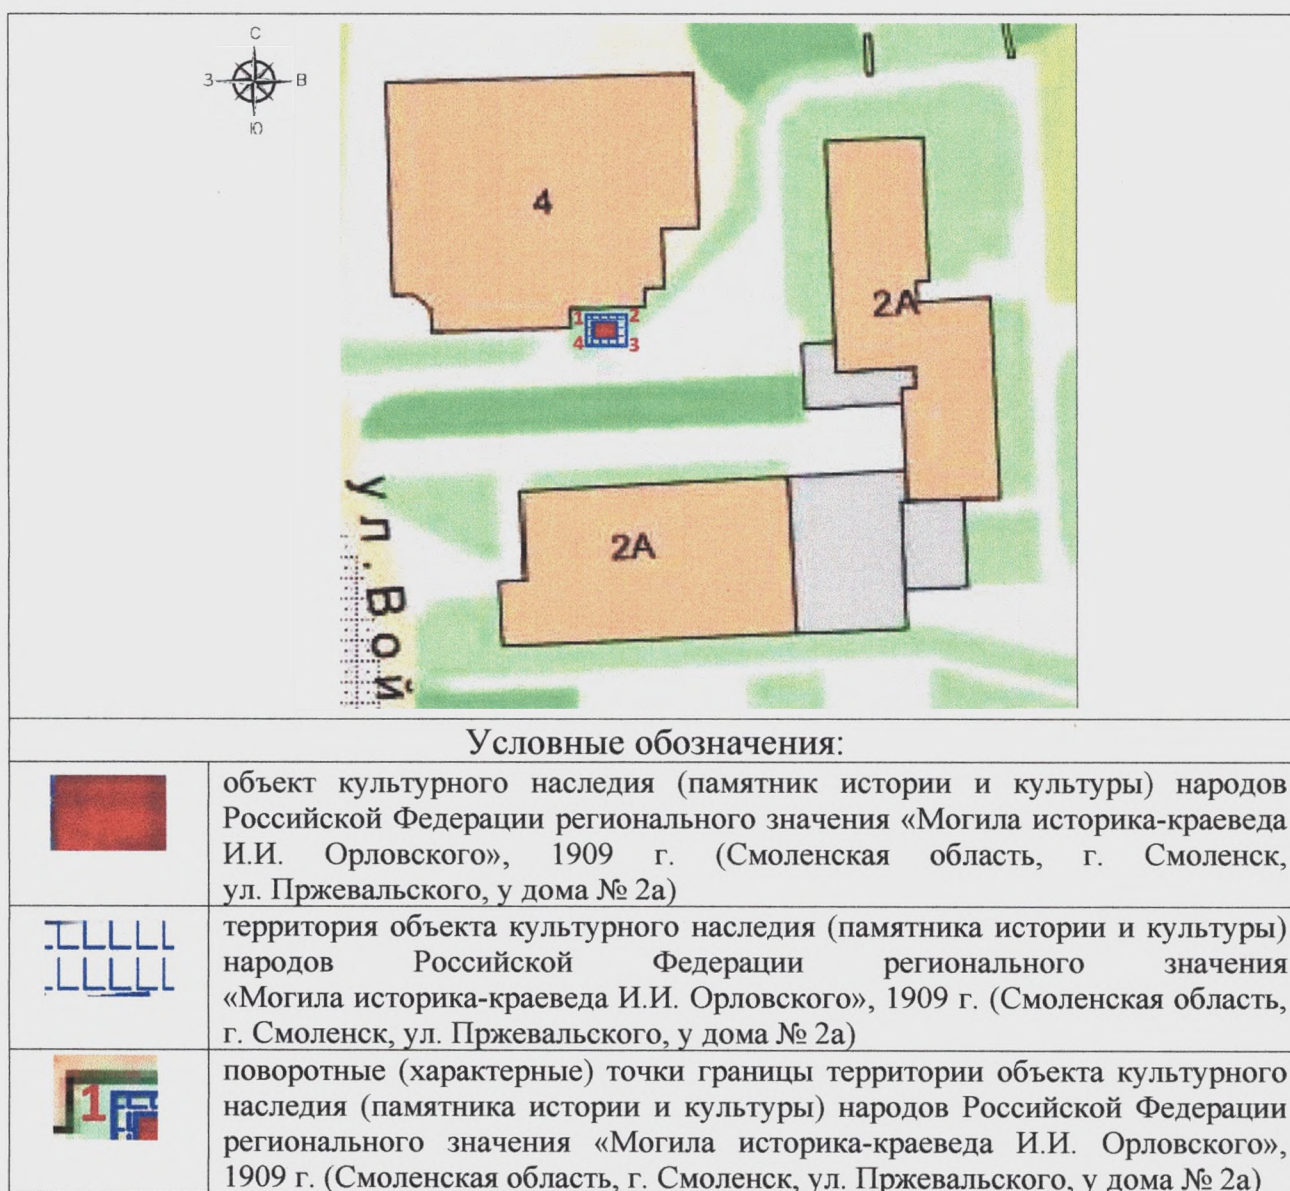 С
З В
Ю
4
2А
1 2
4 3
ул. Вой
2А
Условные обозначения:
объект культурного наследия (памятник истории и культуры) народов
Российской Федерации регионального значения «Могила историка-краеведа
И.И. Орловского», 1909 г. (Смоленская область, г. Смоленск,
ул. Пржевальского, у дома № 2а)
территория объекта культурного наследия (памятника истории и культуры)
народов Российской Федерации регионального значения
«Могила историка-краеведа И.И. Орловского», 1909 г. (Смоленская область,
г. Смоленск, ул. Пржевальского, у дома № 2а)
1
поворотные (характерные) точки границы территории объекта культурного
наследия (памятника истории и культуры) народов Российской Федерации
регионального значения «Могила историка-краеведа И.И. Орловского»,
1909 г. (Смоленская область, г. Смоленск, ул. Пржевальского, у дома № 2а)